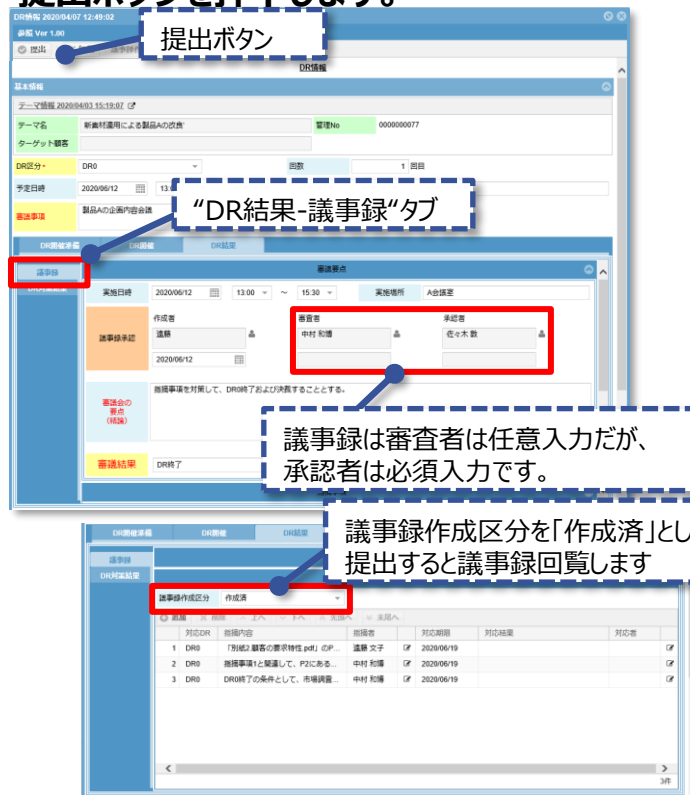 提出ボタンを押下します。
DR情報 2020/04/07 12:49:02
参照 Ver 1.00
提出
提出ボタン
DR情報
基本情報
テーマ情報 2020/04/03 15:19:07
テーマ名 新素材適用による製品Aの改良 管理No 0000000077
ターゲット顧客
DR区分 DR0 回数 1 回目
予定日時 2020/06/12
審議事項 製品Aの企画内容会議
“DR結果-議事録“タブ
DR開催準備 DR開催 DR結果
議事録
審議要点
実施日時 2020/06/12 13:00 ～ 15:30 実施場所 A会議室
作成者 審査者 承認者
議事録承認 遠藤 中村 和博 佐々木 数
2020/06/12
審議会の
要点
(結論)
指摘事項を対策して、DR0終了および決裁することとする。
議事録は審査者は任意入力だが、
承認者は必須入力です。
審議結果 DR終了
議事録作成区分を「作成済」とし
提出すると議事録回覧します
DR開催準備 DR開催 DR結果
議事録
DR対策結果
議事録作成区分 作成済
追加
対応DR 指摘内容 指摘者 対応期限 対応結果 対応者
1 DR0 「別紙2.顧客の要求特性.pdf」のP... 遠藤 文子 2020/06/19
2 DR0 指摘事項1と関連して、P2にある... 中村 和博 2020/06/19
3 DR0 DR0終了の条件として、市場調査... 中村 和博 2020/06/19
3件